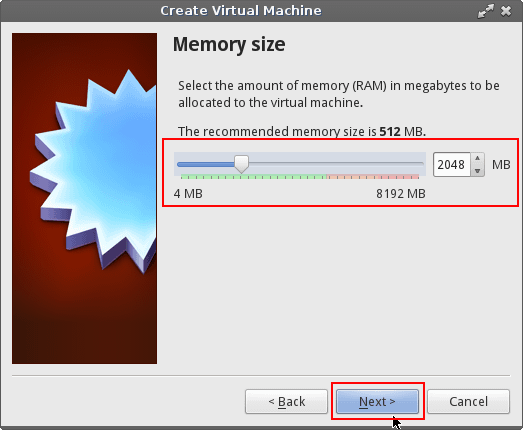 Create Virtual Machine
Memory size
Select the amount of memory (RAM) in megabytes to be
allocated to the virtual machine.
The recommended memory size is 512 MB.
2048 MB
4 MB 8192 MB
< Back Next > Cancel